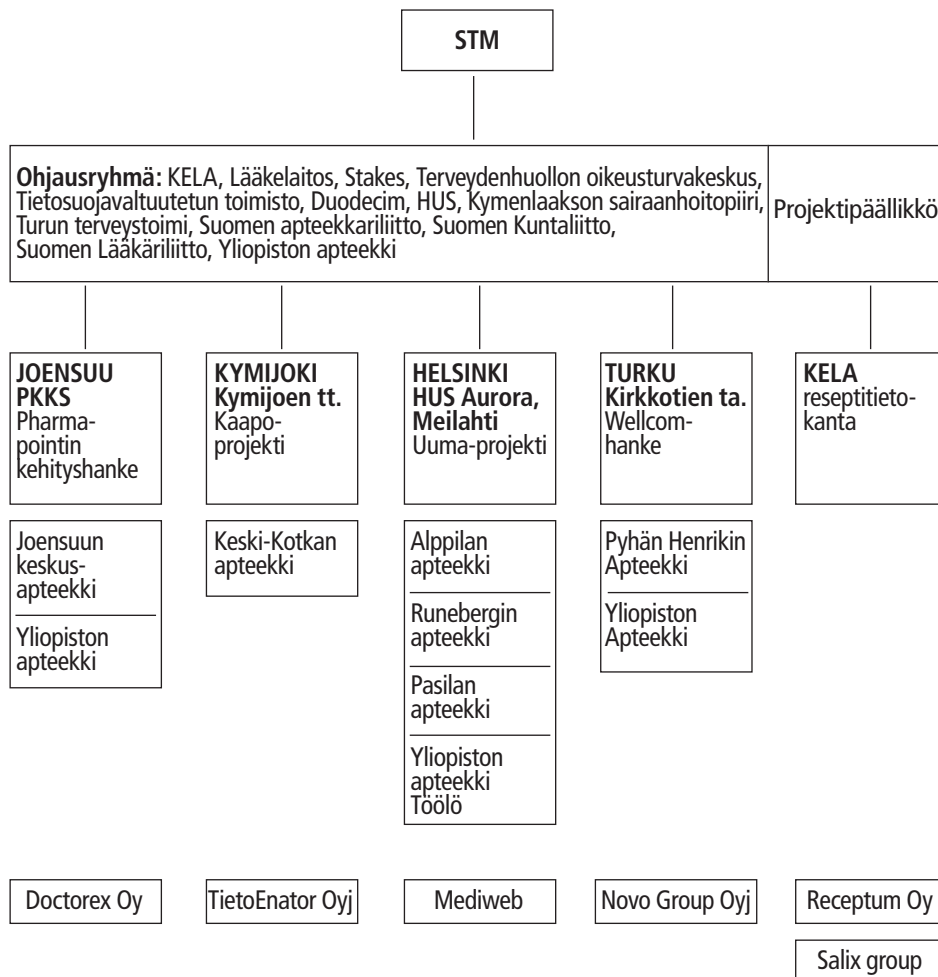 STM
Ohjausryhmä: KELA, Lääkelaitos, Stakes, Terveydenhuollon oikeusturvakeskus,
Tietosuojavaltuutetun toimisto, Duodecim, HUS, Kymenlaakson sairaanhoitopiiri,
Turun terveystoimi, Suomen apteekkariliitto, Suomen Kuntaliitto,
Suomen Lääkäriliitto, Yliopiston apteekki
Projektipäällikkö
JOENSUU
PKKS
Pharma-
pointin
kehityshanke
KYMIJOKI
Kymijoen tt.
Kaapo-
projekti
HELSINKI
HUS Aurora,
Meilahti
Uuma-projekti
TURKU
Kirkkotien ta.
Wellcom-
hanke
KELA
reseptitieto-
kanta
Joensuun
keskus-
apteekki
Yliopiston
apteekki
Keski-Kotkan
apteekki
Alppilan
apteekki
Runebergin
apteekki
Pasilan
apteekki
Yliopiston
apteekki
Töölö
Pyhän Henrikin
Apteekki
Yliopiston
Apteekki
Doctorex Oy
TietoEnator Oyj
Mediweb
Novo Group Oyj
Receptum Oy
Salix group